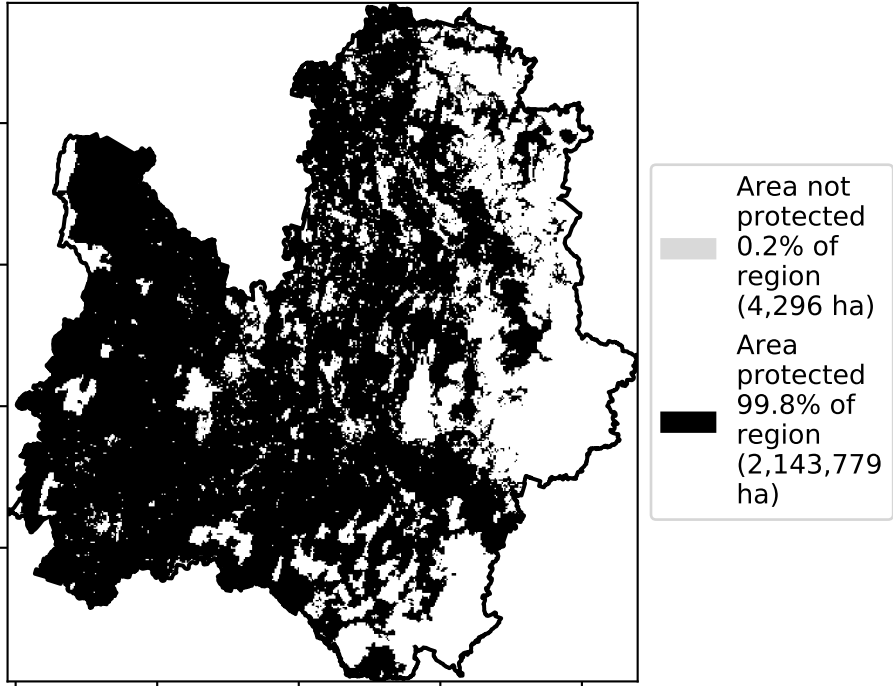 Area not
protected
0.2% of
region
(4,296 ha)
Area
protected
99.8% of
region
(2,143,779
ha)